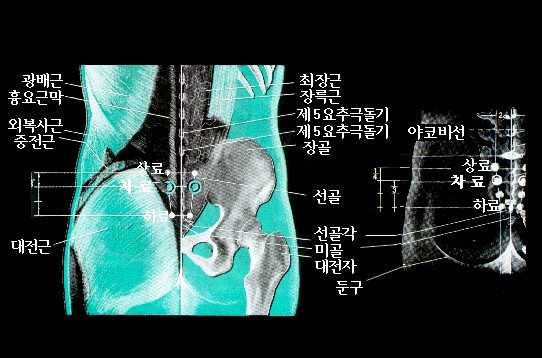 광배근
흉요근막
외복사근
중전근
상료
차료
하료
대전근
최장근
장륵근
제5요추극돌기
제5요추극돌기
장골
선골
선골각
미골
대전자
둔구
야코비선
상료
차료
하료